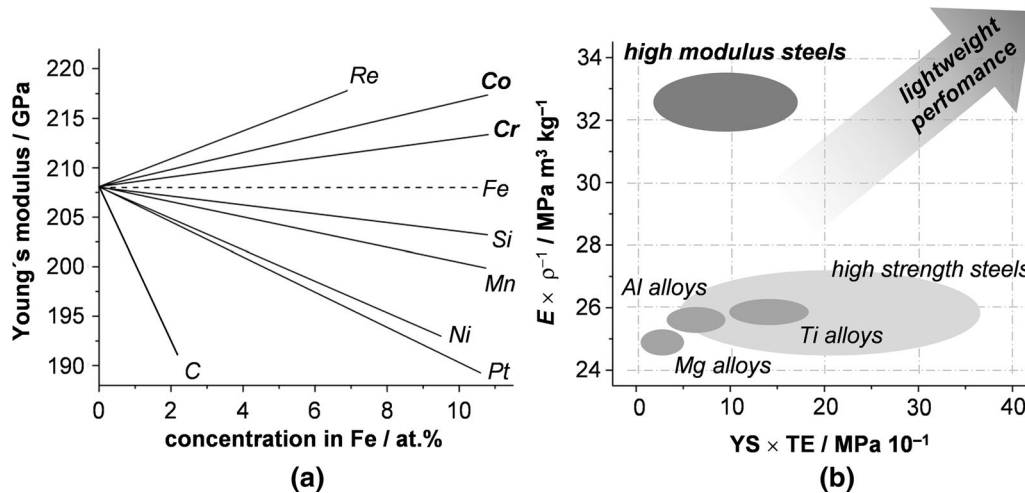 (a)
220
215
210
205
200
195
190
Young´s modulus / GPa
0
2
4
6
8
10
concentration in Fe / at.%
Re
Co
Cr
Fe
Si
Mn
Ni
Pt
C
(a)
(b)
34
32
30
28
26
24
E × ρ⁻¹ / MPa m³ kg⁻¹
0
10
20
30
40
YS × TE / MPa 10⁻¹
high modulus steels
lightweight
perfomance
high strength steels
Al alloys
Ti alloys
Mg alloys
(b)